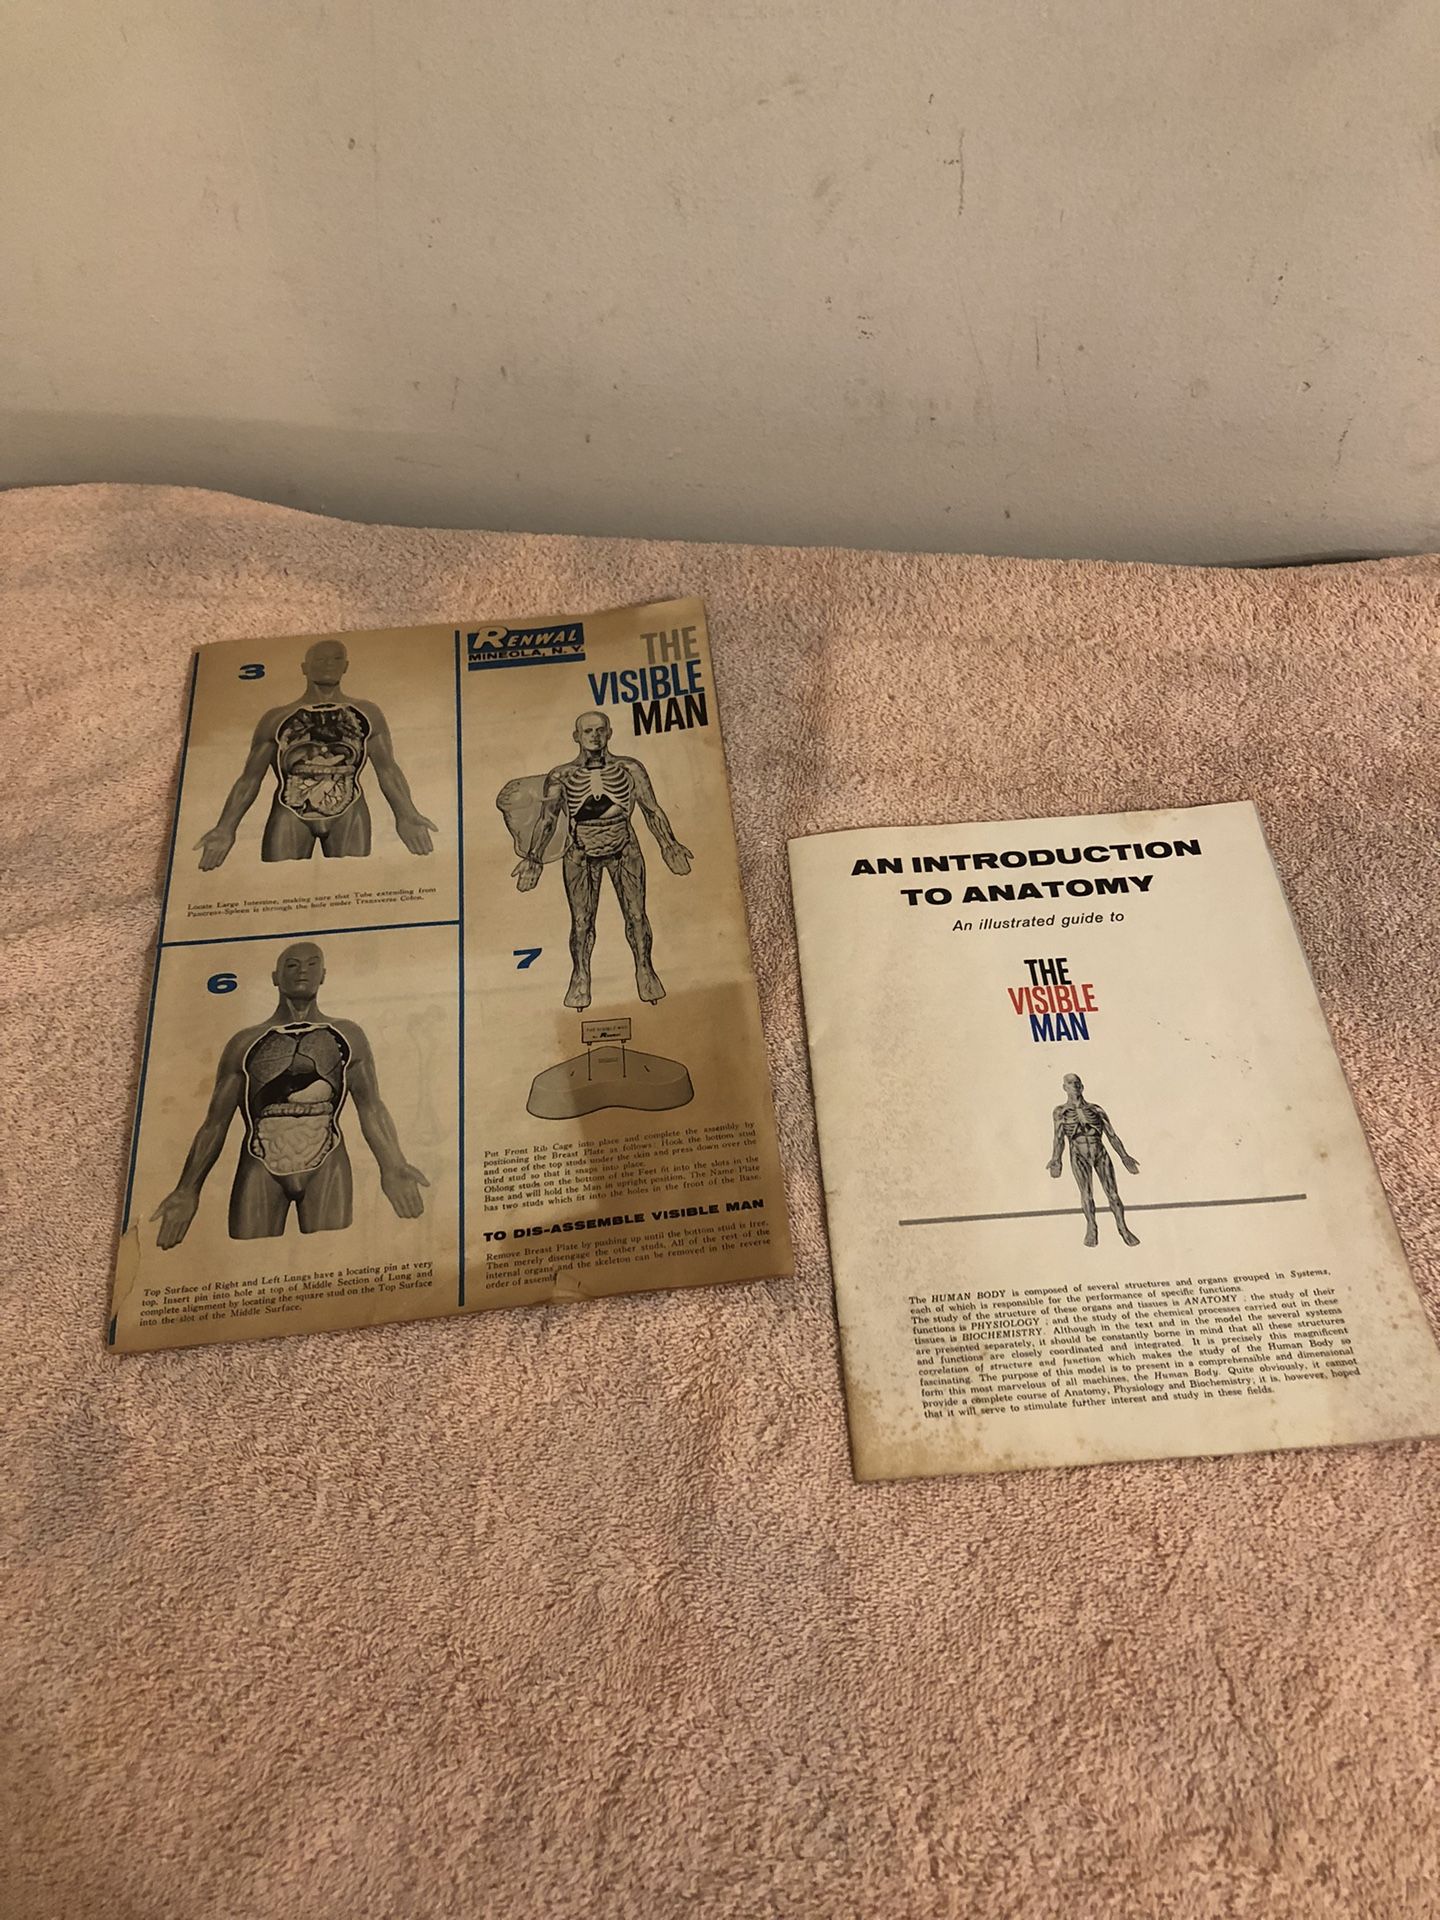 3
Locate Large Intestine, making sure that Tube extending from
Pancreas-Spleen is through the hole under Transverse Colon.
6
Top Surface of Right and Left Lungs have a locating pin at very
top. Insert pin into hole at top of Middle Section of Lung and
complete alignment by locating the square stud on the Top Surface
into the slot of the Middle Surface.
RENWAL
MINEOLA, N. Y.
THE
VISIBLE
MAN
7
THE VISIBLE MAN
Put Front Rib Cage into place and complete the assembly by
positioning the Breast Plate as follows: Hook the bottom stud
and one of the top studs under the skin and press down over the
third stud so that it snaps into place.
Oblong studs on the bottom of the Feet fit into the slots in the
Base and will hold the Man in upright position. The Name Plate
has two studs which fit into the holes in the front of the Base.
TO DIS-ASSEMBLE VISIBLE MAN
Remove Breast Plate by pushing up until the bottom stud is free.
Then merely disengage the other studs. All of the rest of the
internal organs and the skeleton can be removed in the reverse
order of
AN INTRODUCTION
TO ANATOMY
An illustrated guide to
THE
VISIBLE
MAN
The HUMAN BODY is composed of several structures and organs grouped in Systems,
each of which is responsible for the performance of specific functions.
The study of the structure of these organs and tissues is ANATOMY ; the study of their
functions is PHYSIOLOGY ; and the study of the chemical processes carried out in these
tissues is BIOCHEMISTRY. Although in the text and in the model the several systems
are presented separately, it should be constantly borne in mind that all these structures
and functions are closely coordinated and integrated. It is precisely this magnificent
correlation of structure and function which makes the study of the Human Body so
fascinating. The purpose of this model is to present in a comprehensible and dimensional
form this most marvelous of all machines, the Human Body. Quite obviously, it cannot
provide a complete course of Anatomy, Physiology and Biochemistry; it is, however, hoped
that it will serve to stimulate further interest and study in these fields.